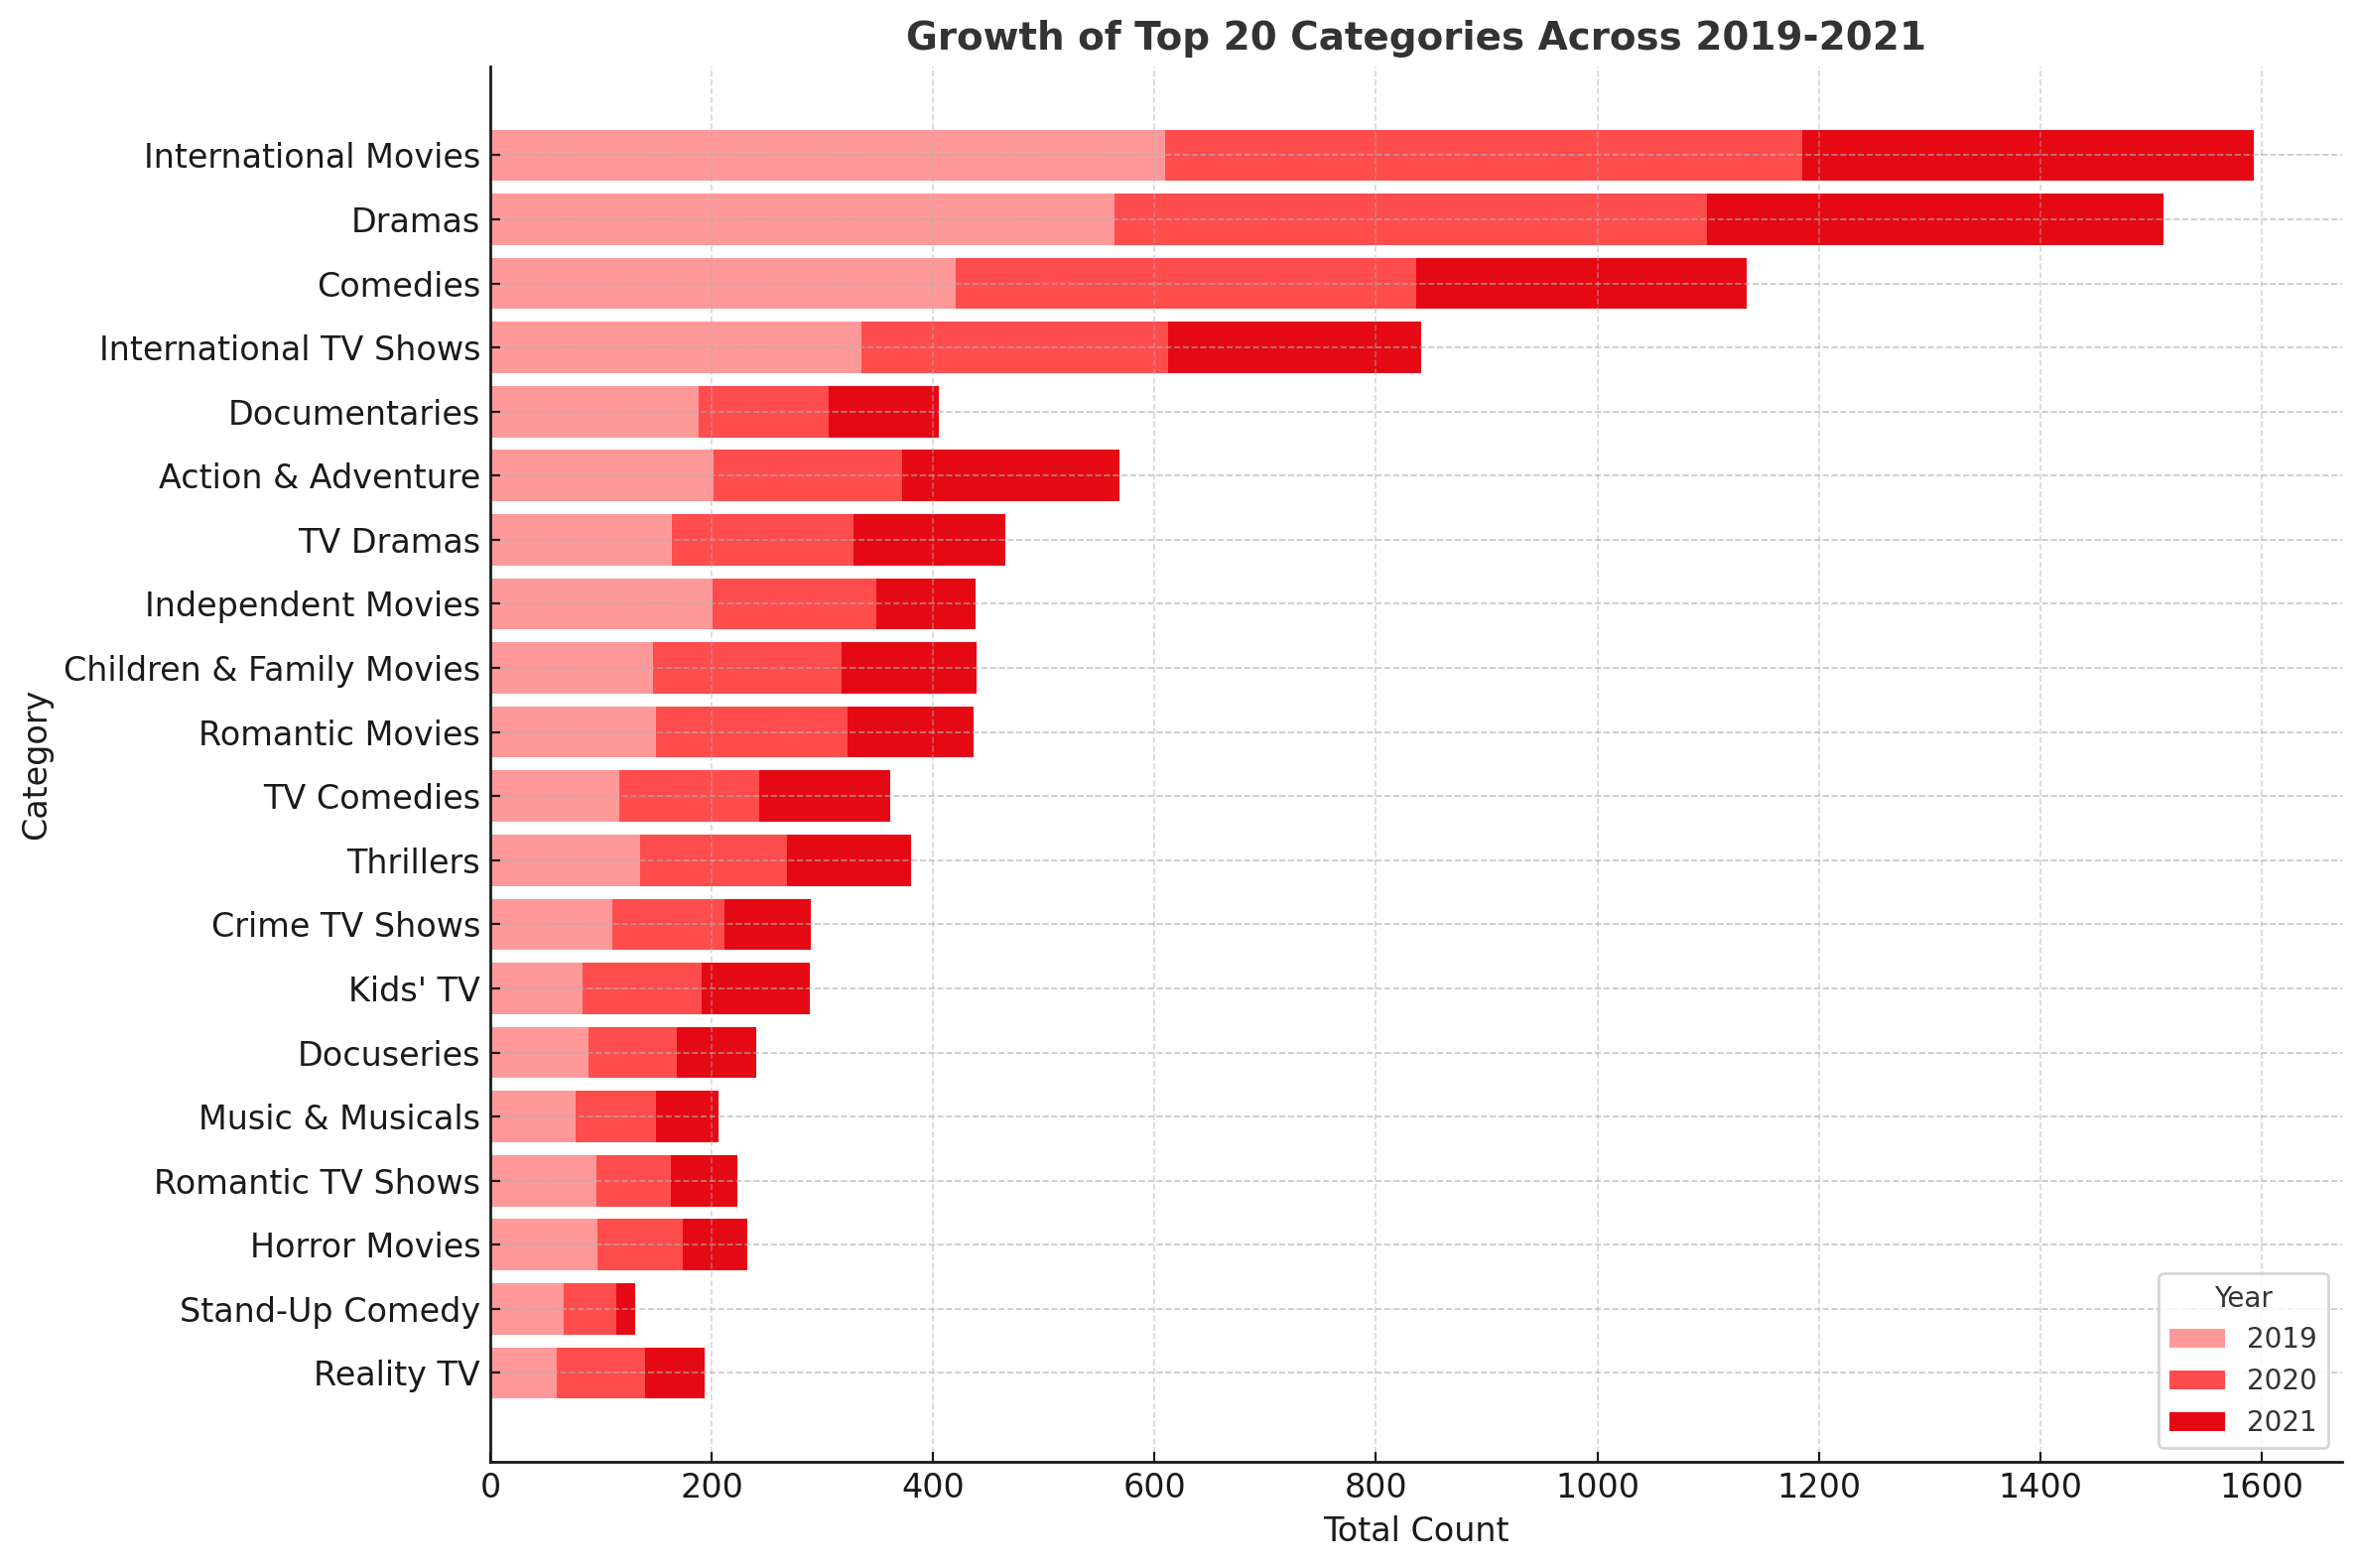 Growth of Top 20 Categories Across 2019-2021
International Movies
Dramas
Comedies
International TV Shows
Documentaries
Action & Adventure
TV Dramas
Independent Movies
Children & Family Movies
Romantic Movies
TV Comedies
Thrillers
Crime TV Shows
Kids' TV
Docuseries
Music & Musicals
Romantic TV Shows
Horror Movies
Stand-Up Comedy
Reality TV
Category
0 200 400 600 800 1000 1200 1400 1600
Total Count
Year
2019
2020
2021